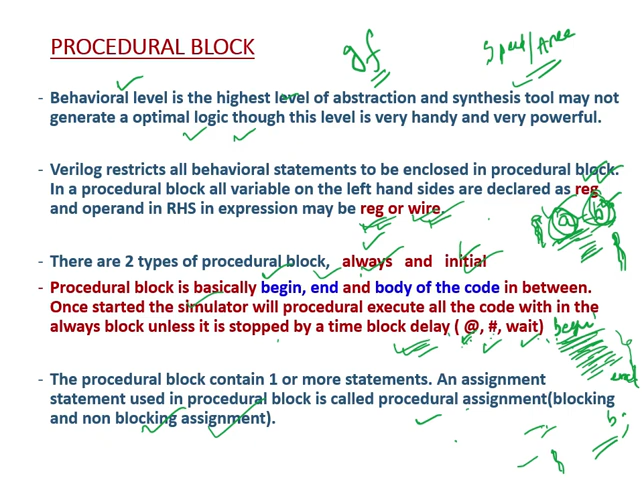 PROCEDURAL BLOCK
gf
Speed/Area
- Behavioral level is the highest level of abstraction and synthesis tool may not
generate a optimal logic though this level is very handy and very powerful.
- Verilog restricts all behavioral statements to be enclosed in procedural block.
In a procedural block all variable on the left hand sides are declared as reg
and operand in RHS in expression may be reg or wire.
a = b
- There are 2 types of procedural block, always and initial
- Procedural block is basically begin, end and body of the code in between.
Once started the simulator will procedural execute all the code with in the
always block unless it is stopped by a time block delay ( @, #, wait)
begin
end
- The procedural block contain 1 or more statements. An assignment
statement used in procedural block is called procedural assignment(blocking
and non blocking assignment).